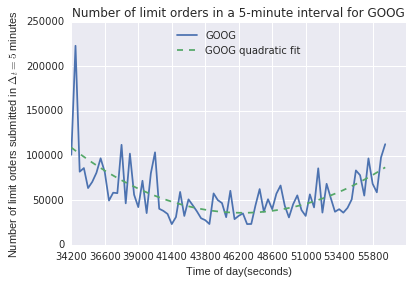 Number of limit orders in a 5-minute interval for GOOG
GOOG
GOOG quadratic fit
Number of limit orders submitted in Δt = 5 minutes
250000
200000
150000
100000
50000
0
34200 36600 39000 41400 43800 46200 48600 51000 53400 55800
Time of day(seconds)